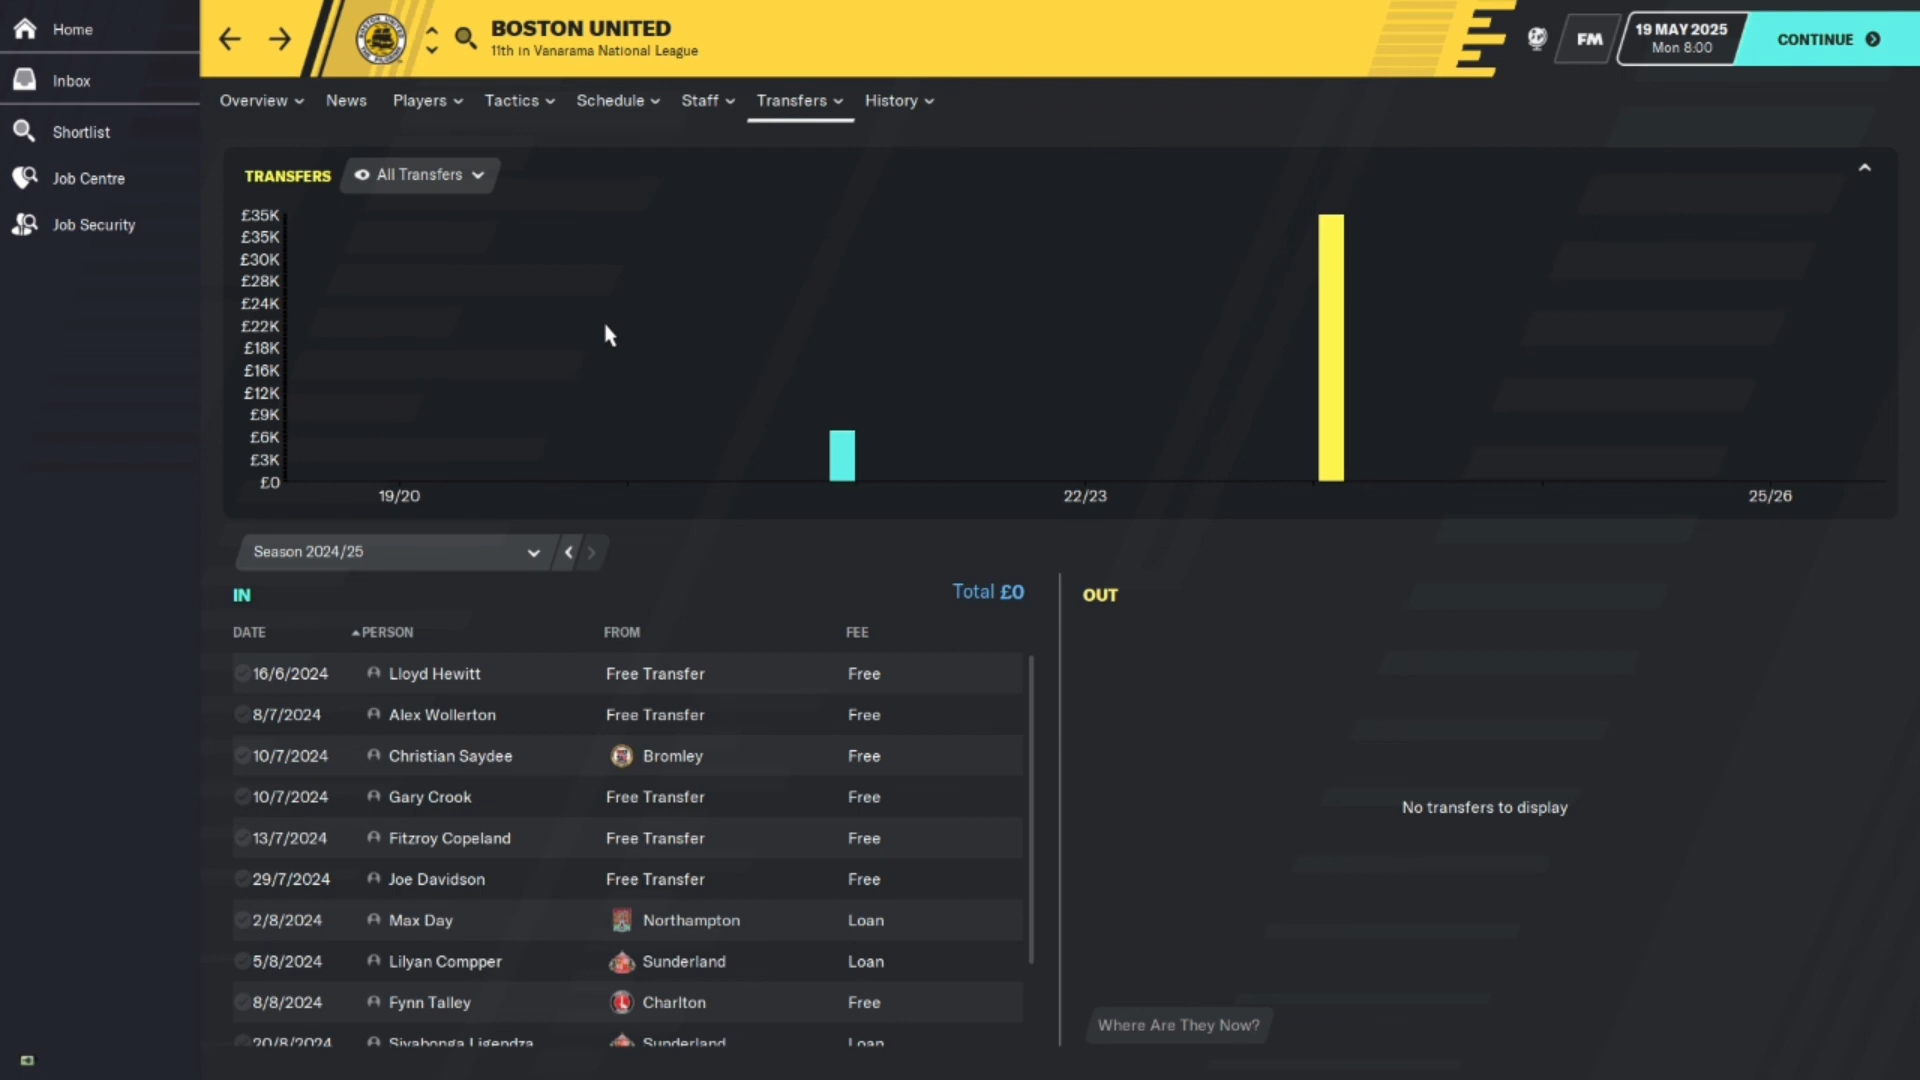 Home
Inbox
Shortlist
Job Centre
Job Security
BOSTON UNITED
11th in Vanarama National League
FM
19 MAY 2025
Mon 8:00
CONTINUE
Overview
News
Players
Tactics
Schedule
Staff
Transfers
History
TRANSFERS
All Transfers
£35K
£35K
£30K
£28K
£24K
£22K
£18K
£16K
£12K
£9K
£6K
£3K
£0
19/20
22/23
25/26
Season 2024/25
IN
Total £0
DATE PERSON FROM FEE
16/6/2024 Lloyd Hewitt Free Transfer Free
8/7/2024 Alex Wollerton Free Transfer Free
10/7/2024 Christian Saydee Bromley Free
10/7/2024 Gary Crook Free Transfer Free
13/7/2024 Fitzroy Copeland Free Transfer Free
29/7/2024 Joe Davidson Free Transfer Free
2/8/2024 Max Day Northampton Loan
5/8/2024 Lilyan Compper Sunderland Loan
8/8/2024 Fynn Talley Charlton Free
20/8/2024 Siyabonga Ligendza Sunderland Loan
OUT
No transfers to display
Where Are They Now?